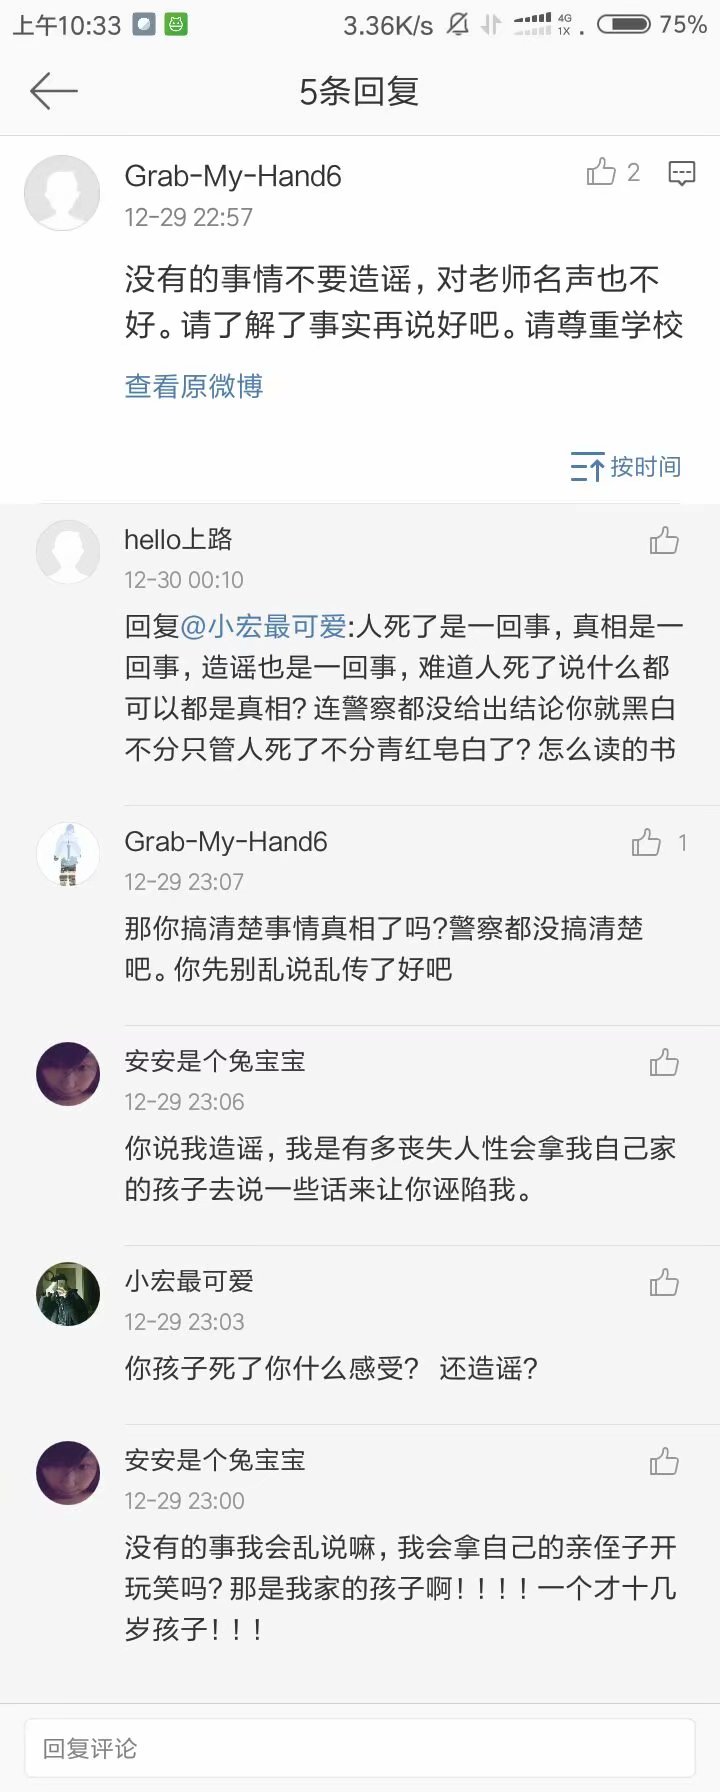 上午10:33
3.36K/s
4G
1X
75%
5条回复
Grab-My-Hand6
2
12-29 22:57
没有的事情不要造谣，对老师名声也不
好。请了解了事实再说好吧。请尊重学校
查看原微博
按时间
hello上路
12-30 00:10
回复@小宏最可爱:人死了是一回事，真相是一
回事，造谣也是一回事，难道人死了说什么都
可以都是真相？连警察都没给出结论你就黑白
不分只管人死了不分青红皂白了？怎么读的书
Grab-My-Hand6
1
12-29 23:07
那你搞清楚事情真相了吗?警察都没搞清楚
吧。你先别乱说乱传了好吧
安安是个兔宝宝
12-29 23:06
你说我造谣，我是有多丧失人性会拿我自己家
的孩子去说一些话来让你诬陷我。
小宏最可爱
12-29 23:03
你孩子死了你什么感受？ 还造谣？
安安是个兔宝宝
12-29 23:00
没有的事我会乱说嘛，我会拿自己的亲侄子开
玩笑吗？那是我家的孩子啊！！！！一个才十几
岁孩子！！！
回复评论